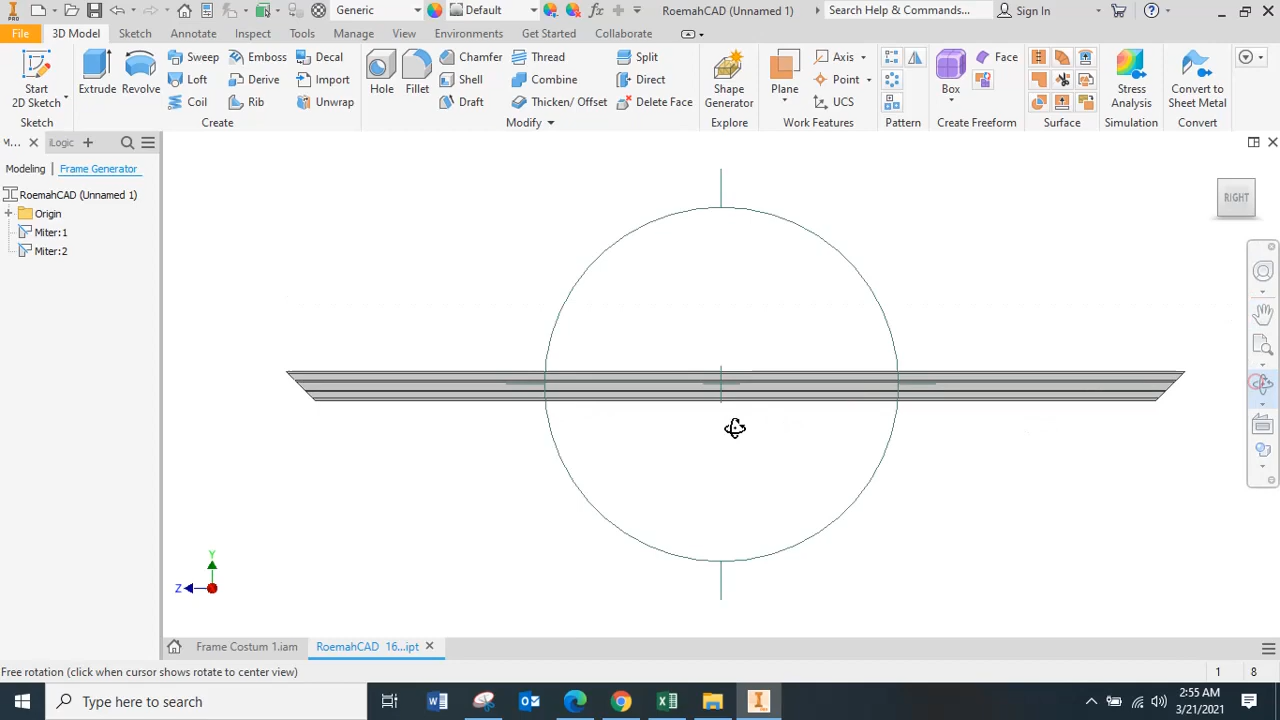 Generic Default fx RoemahCAD (Unnamed 1) Search Help & Commands... Sign In
PRO
File 3D Model Sketch Annotate Inspect Tools Manage View Environments Get Started Collaborate
Start 2D Sketch
Sketch
Extrude Revolve
Sweep Emboss Decal
Loft Derive Import
Coil Rib Unwrap
Create
Hole Fillet
Chamfer Thread Split
Shell Combine Direct
Draft Thicken/ Offset Delete Face
Modify
Shape Generator
Explore
Plane
Axis
Point
UCS
Work Features
Pattern
Box Face
Create Freeform
Surface
Stress Analysis
Simulation
Convert to Sheet Metal
Convert
M... iLogic
Modeling Frame Generator
RoemahCAD (Unnamed 1)
Origin
Miter:1
Miter:2
RIGHT
Y
Z
Frame Costum 1.iam RoemahCAD 16...ipt
Free rotation (click when cursor shows rotate to center view) 1 8
Type here to search
2:55 AM
3/21/2021